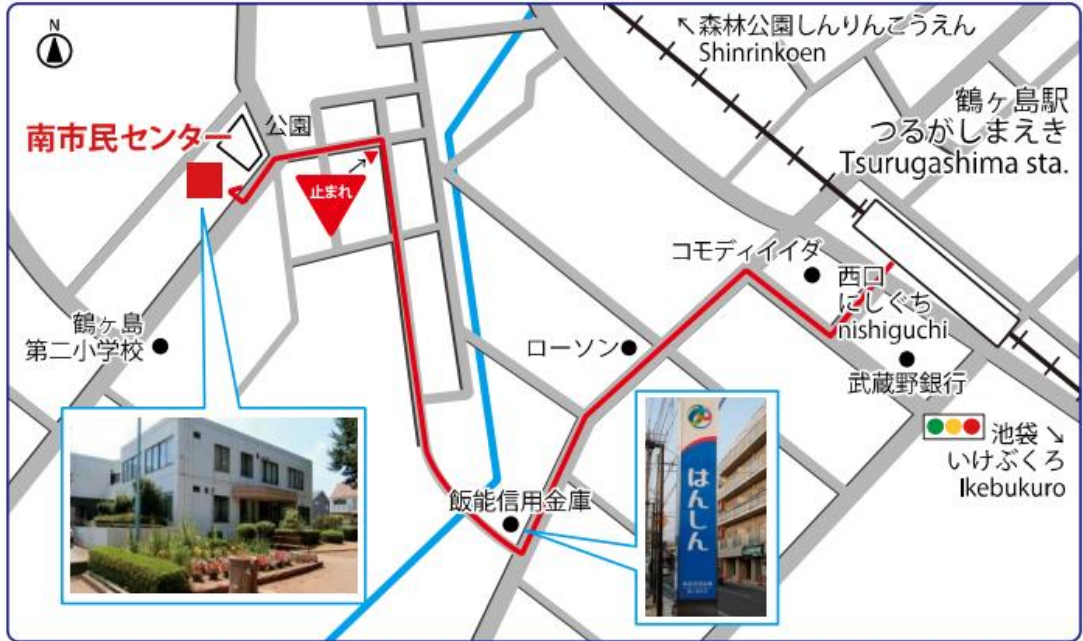 N
↖森林公園しんりんこうえん
Shinrinkoen
鶴ヶ島駅
つるがしまえき
Tsurugashima sta.
南市民センター
公園
止まれ
コモディイイダ
西口
にしぐち
nishiguchi
鶴ヶ島
第二小学校
ローソン
武蔵野銀行
池袋↘
いけぶくろ
Ikebukuro
飯能信用金庫
はんしん